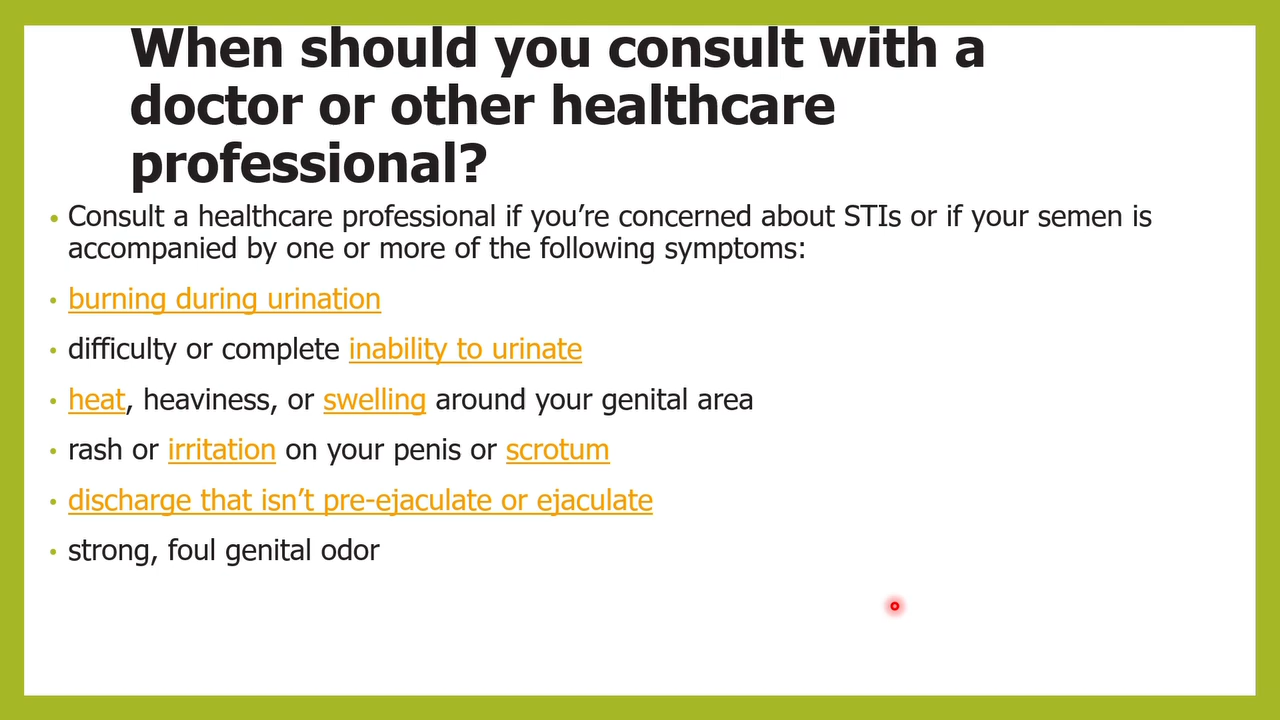 When should you consult with a
doctor or other healthcare
professional?
• Consult a healthcare professional if you’re concerned about STIs or if your semen is
accompanied by one or more of the following symptoms:
• burning during urination
• difficulty or complete inability to urinate
• heat, heaviness, or swelling around your genital area
• rash or irritation on your penis or scrotum
• discharge that isn’t pre-ejaculate or ejaculate
• strong, foul genital odor